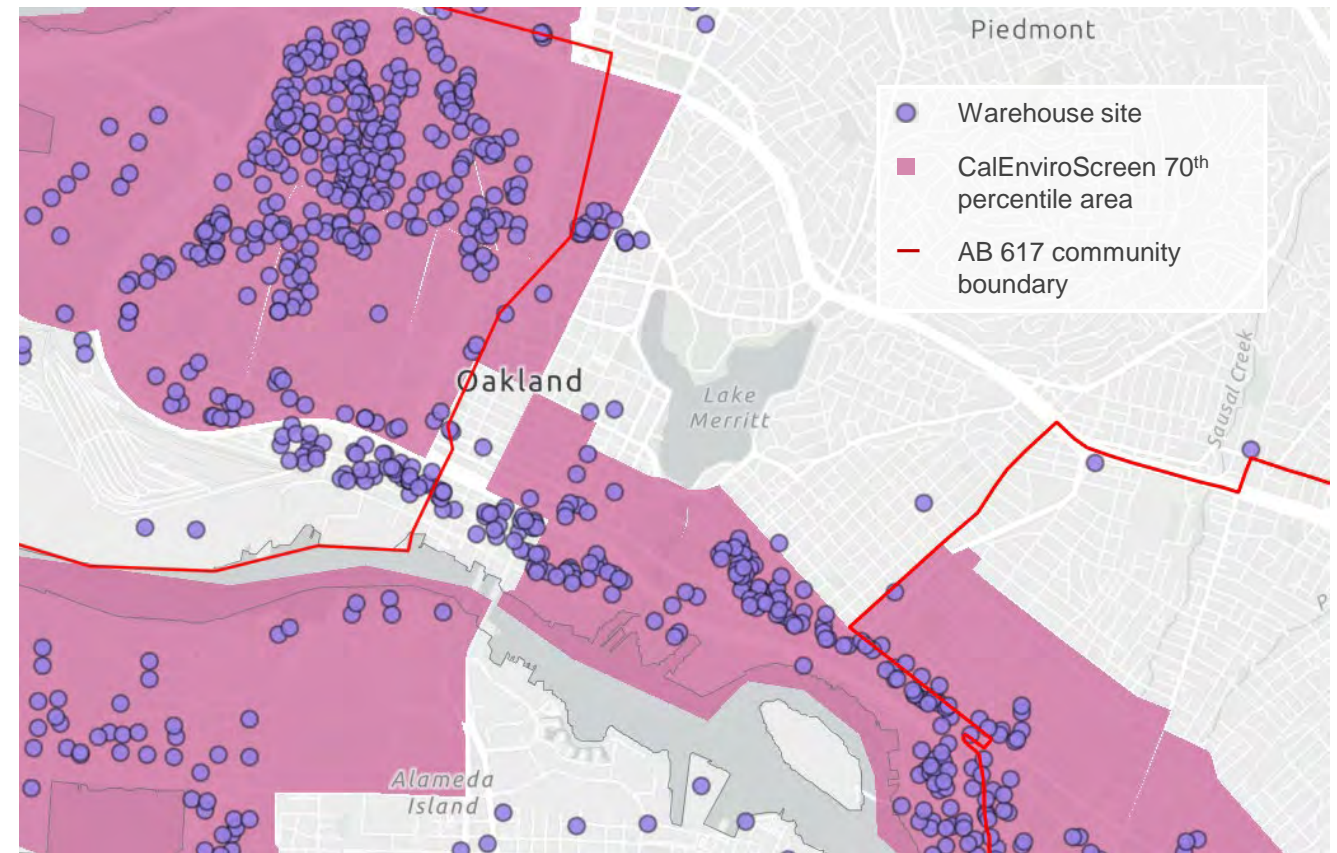 Piedmont
Warehouse site
CalEnviroScreen 70th
percentile area
AB 617 community
boundary
Sausal Creek
Oakland
Lake
Merritt
P
Alameda
Island